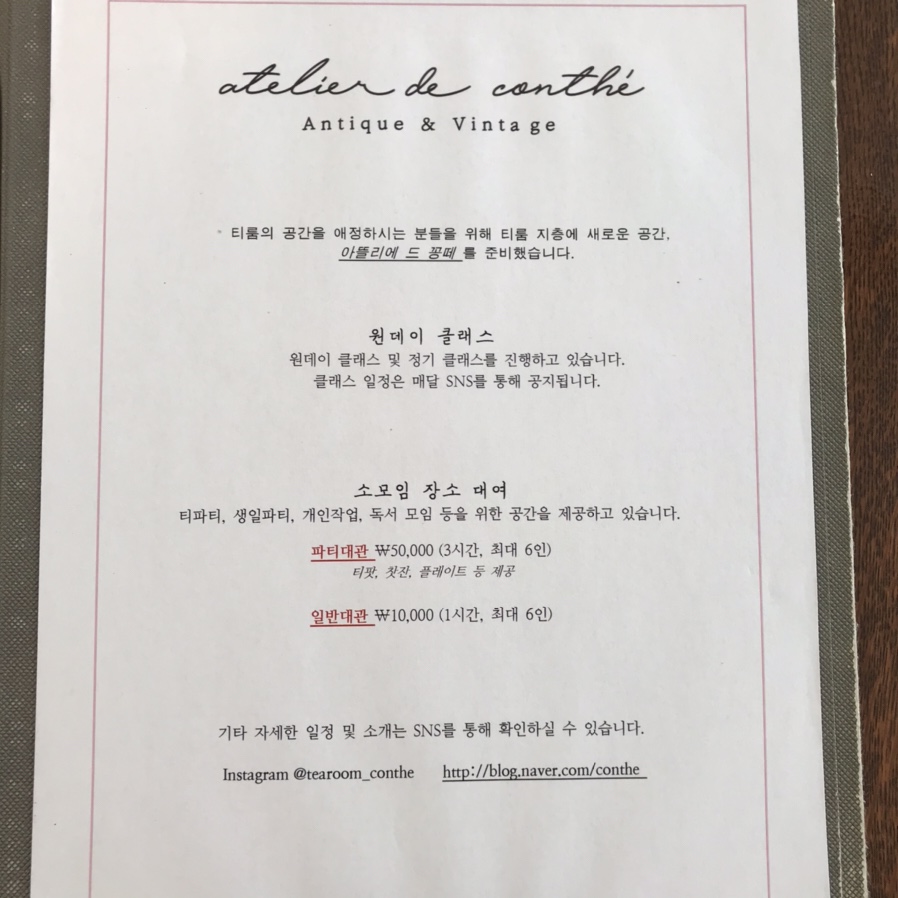 atelier de conthé
Antique & Vintage
티룸의 공간을 애정하시는 분들을 위해 티룸 지층에 새로운 공간,
아뜰리에 드 꽁떼 를 준비했습니다.
원데이 클래스
원데이 클래스 및 정기 클래스를 진행하고 있습니다.
클래스 일정은 매달 SNS를 통해 공지됩니다.
소모임 장소 대여
티파티, 생일파티, 개인작업, 독서 모임 등을 위한 공간을 제공하고 있습니다.
파티대관 ₩50,000 (3시간, 최대 6인)
티팟, 찻잔, 플레이트 등 제공
일반대관 ₩10,000 (1시간, 최대 6인)
기타 자세한 일정 및 소개는 SNS를 통해 확인하실 수 있습니다.
Instagram @tearoom_conthe http://blog.naver.com/conthe